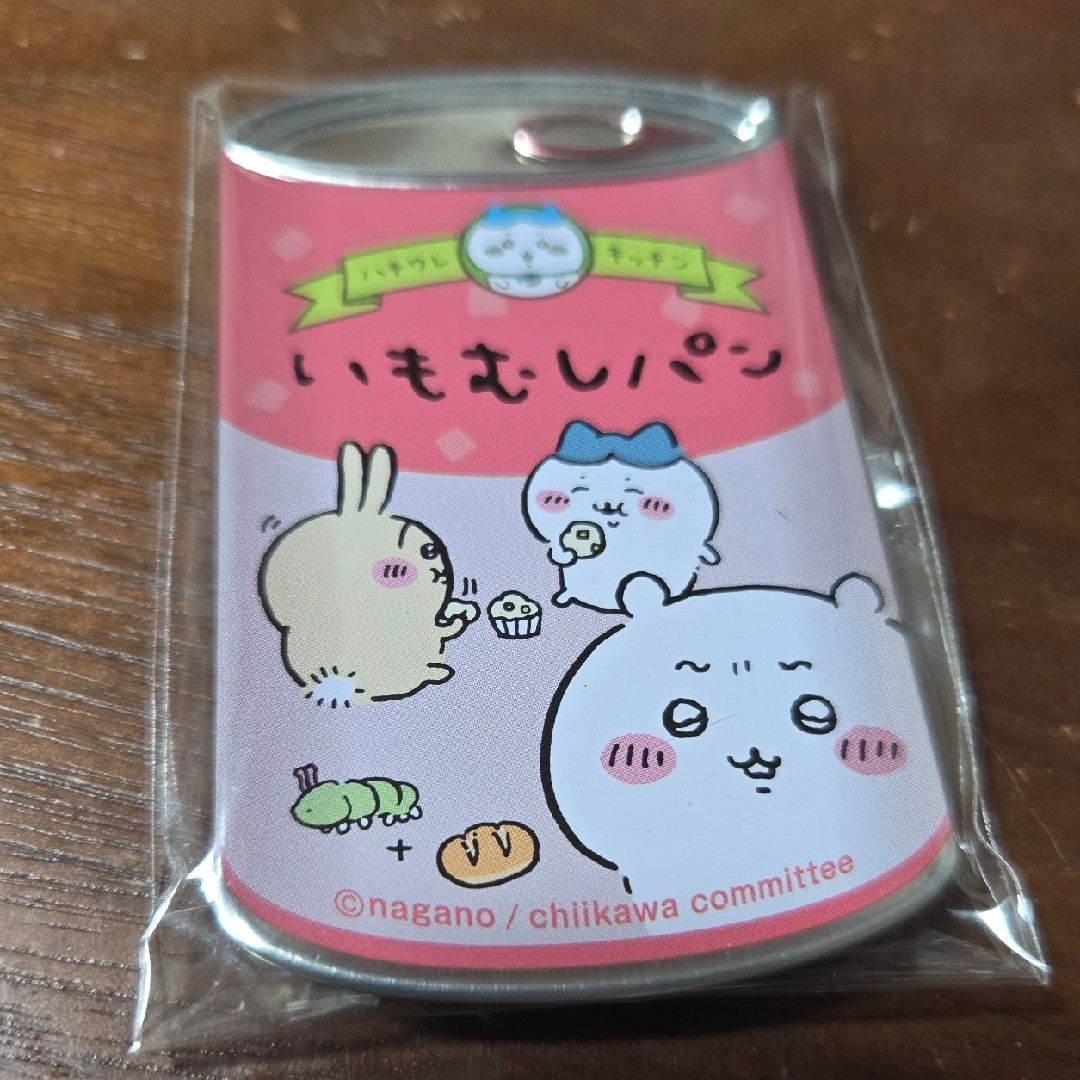 ハチワレ キッチン
いもむしパン
+
©nagano / chiikawa committee